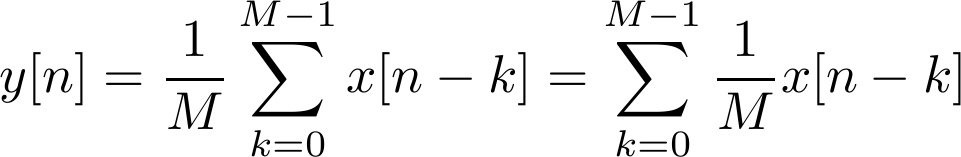 y[n] = \frac{1}{M} \sum_{k=0}^{M-1} x[n-k] = \sum_{k=0}^{M-1} \frac{1}{M} x[n-k]